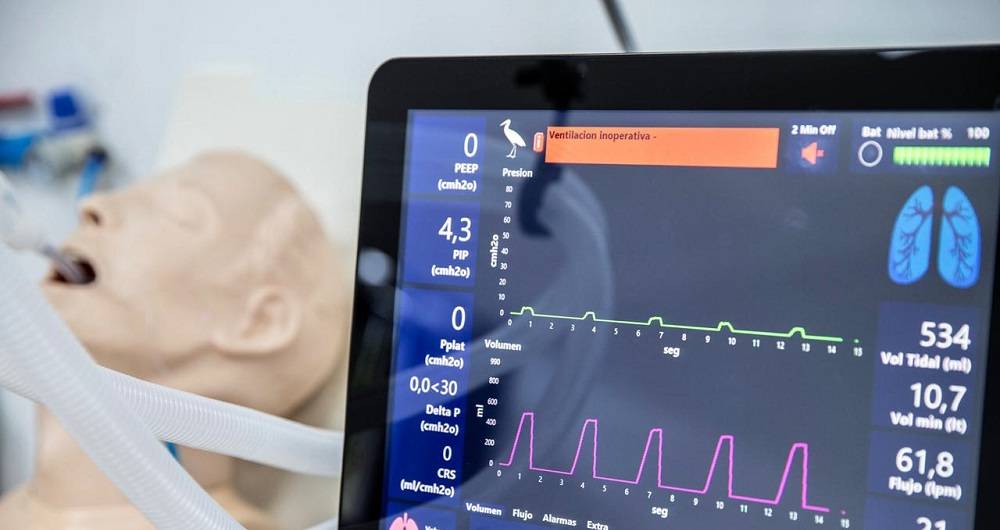 0
PEEP
(cmh2o)
4,3
PIP
(cmh2o)
0
Pplat
(cmh2o)
0,0<30
Delta P
(cmh2o)
0
CRS
(ml/cmh2o)
Ventilacion inoperativa -
2 Min Off
Bat Nivel bat % 100
Presion
cmh2o
80
70
60
50
40
30
20
10
0
0 1 2 3 4 5 6 7 8 9 10 11 12 13 14 15
seg
Volumen
ml
990
800
600
400
200
0
0 1 2 3 4 5 6 7 8 9 10 11 12 13 14 15
seg
Volumen Flujo Alarmas Extra
534
Vol Tidal (ml)
10,7
Vol min (lt)
61,8
Flujo (lpm)
21